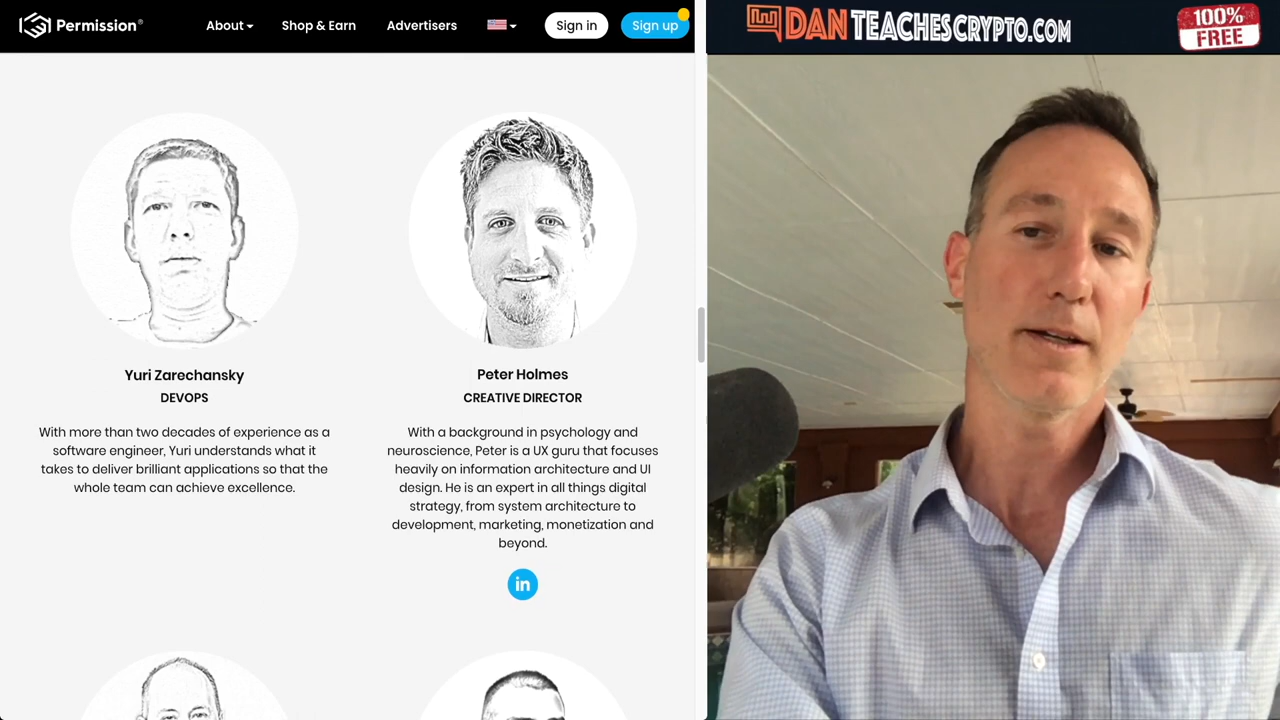 Permission®
About
Shop & Earn
Advertisers
Sign in
Sign up
DANTEACHESCRYPTO.COM
100%
FREE
Yuri Zarechansky
DEVOPS
With more than two decades of experience as a
software engineer, Yuri understands what it
takes to deliver brilliant applications so that the
whole team can achieve excellence.
Peter Holmes
CREATIVE DIRECTOR
With a background in psychology and
neuroscience, Peter is a UX guru that focuses
heavily on information architecture and UI
design. He is an expert in all things digital
strategy, from system architecture to
development, marketing, monetization and
beyond.
in